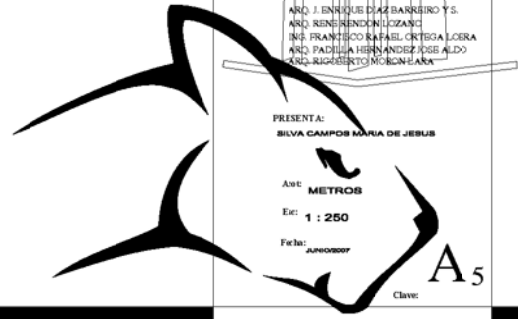 ARQ. J. ENRIQUE DIAZ BARREIRO Y S.
ARQ. RENE RENDON LOZANO
ING. FRANCISCO RAFAEL ORTEGA LOERA
ARQ. PADILLA HERNANDEZ JOSE ALDO
ARQ. RIGOBERTO MORON LARA
PRESENTA:
SILVA CAMPOS MARIA DE JESUS
Acot: METROS
Esc: 1 : 250
Fecha: JUNIO/2007
Clave: A5